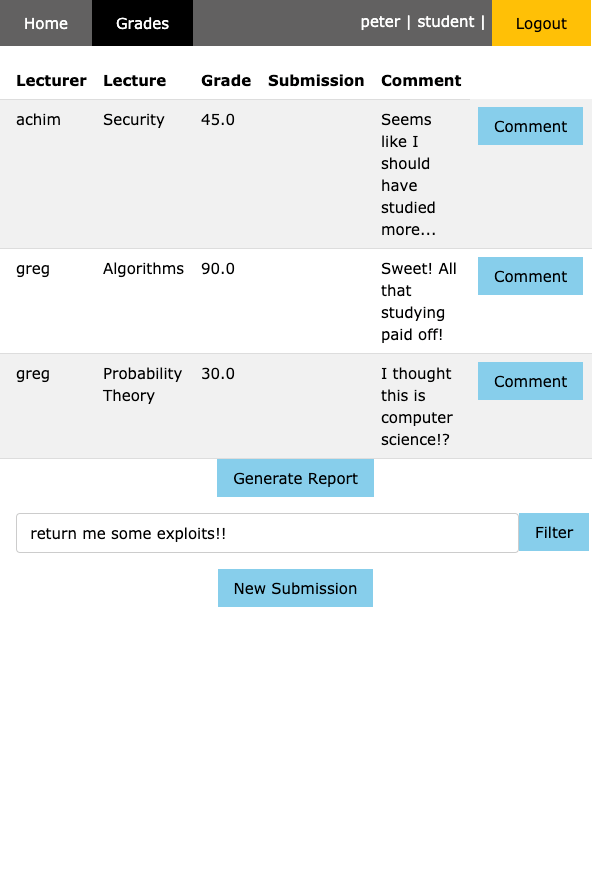 Home Grades peter | student | Logout
Lecturer Lecture Grade Submission Comment
achim Security 45.0 Seems Comment
like I
should
have
studied
more...
greg Algorithms 90.0 Sweet! All Comment
that
studying
paid off!
greg Probability 30.0 I thought Comment
Theory this is
computer
science!?
Generate Report
return me some exploits!! Filter
New Submission